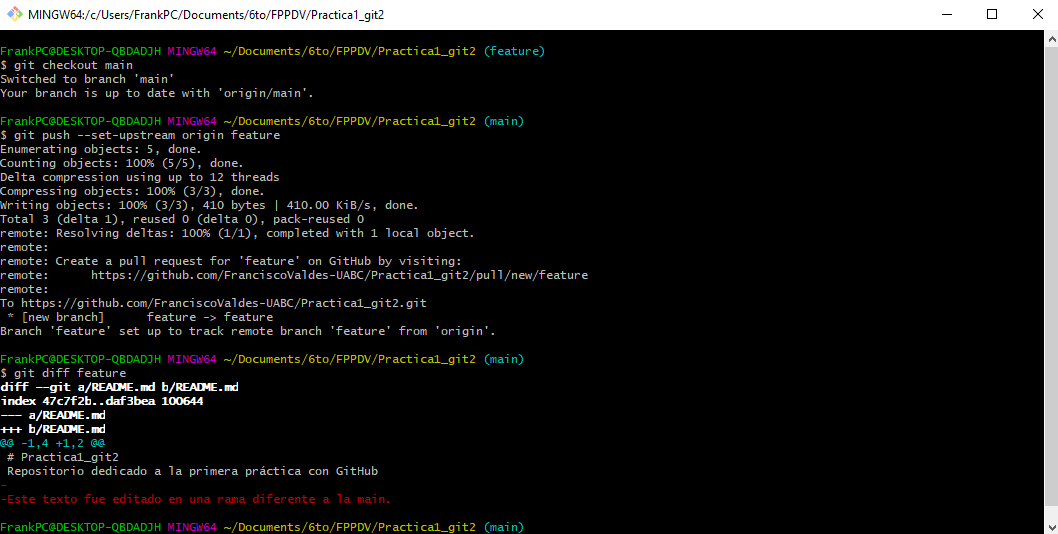 MINGW64:/c/Users/FrankPC/Documents/6to/FPPDV/Practica1_git2
FrankPC@DESKTOP-QBDADJH MINGW64 ~/Documents/6to/FPPDV/Practica1_git2 (feature)
$ git checkout main
Switched to branch 'main'
Your branch is up to date with 'origin/main'.
FrankPC@DESKTOP-QBDADJH MINGW64 ~/Documents/6to/FPPDV/Practica1_git2 (main)
$ git push --set-upstream origin feature
Enumerating objects: 5, done.
Counting objects: 100% (5/5), done.
Delta compression using up to 12 threads
Compressing objects: 100% (3/3), done.
Writing objects: 100% (3/3), 410 bytes | 410.00 KiB/s, done.
Total 3 (delta 1), reused 0 (delta 0), pack-reused 0
remote: Resolving deltas: 100% (1/1), completed with 1 local object.
remote:
remote: Create a pull request for 'feature' on GitHub by visiting:
remote:      https://github.com/FranciscoValdes-UABC/Practica1_git2/pull/new/feature
remote:
To https://github.com/FranciscoValdes-UABC/Practica1_git2.git
 * [new branch]      feature -> feature
Branch 'feature' set up to track remote branch 'feature' from 'origin'.
FrankPC@DESKTOP-QBDADJH MINGW64 ~/Documents/6to/FPPDV/Practica1_git2 (main)
$ git diff feature
diff --git a/README.md b/README.md
index 47c7f2b..daf3bea 100644
--- a/README.md
+++ b/README.md
@@ -1,4 +1,2 @@
 # Practica1_git2
 Repositorio dedicado a la primera práctica con GitHub
-
-Este texto fue editado en una rama diferente a la main.
FrankPC@DESKTOP-QBDADJH MINGW64 ~/Documents/6to/FPPDV/Practica1_git2 (main)